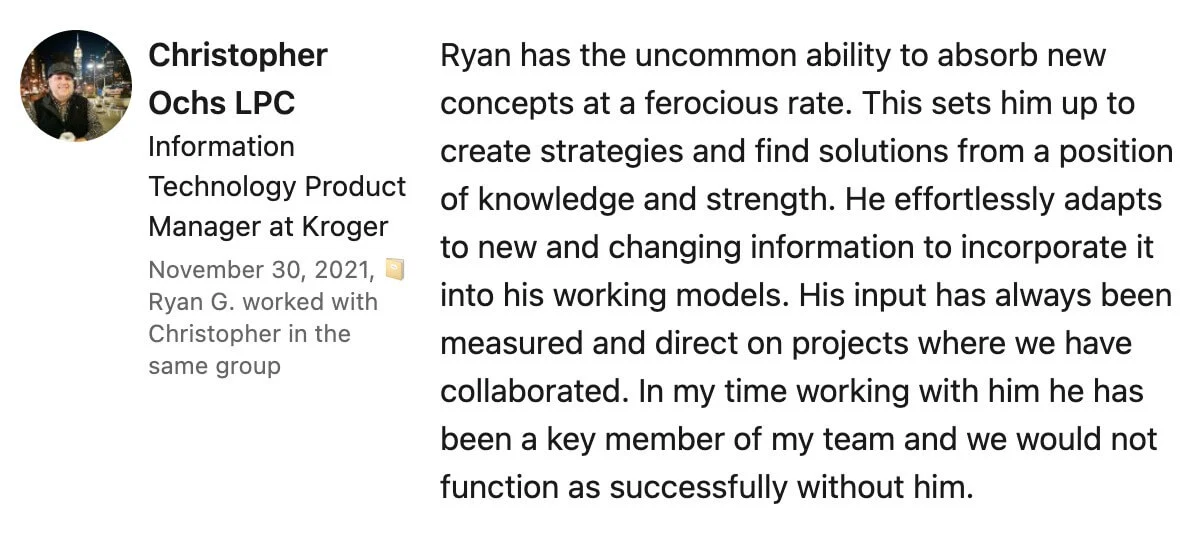 Christopher
Ochs LPC
Information
Technology Product
Manager at Kroger
November 30, 2021,
Ryan G. worked with
Christopher in the
same group
Ryan has the uncommon ability to absorb new
concepts at a ferocious rate. This sets him up to
create strategies and find solutions from a position
of knowledge and strength. He effortlessly adapts
to new and changing information to incorporate it
into his working models. His input has always been
measured and direct on projects where we have
collaborated. In my time working with him he has
been a key member of my team and we would not
function as successfully without him.